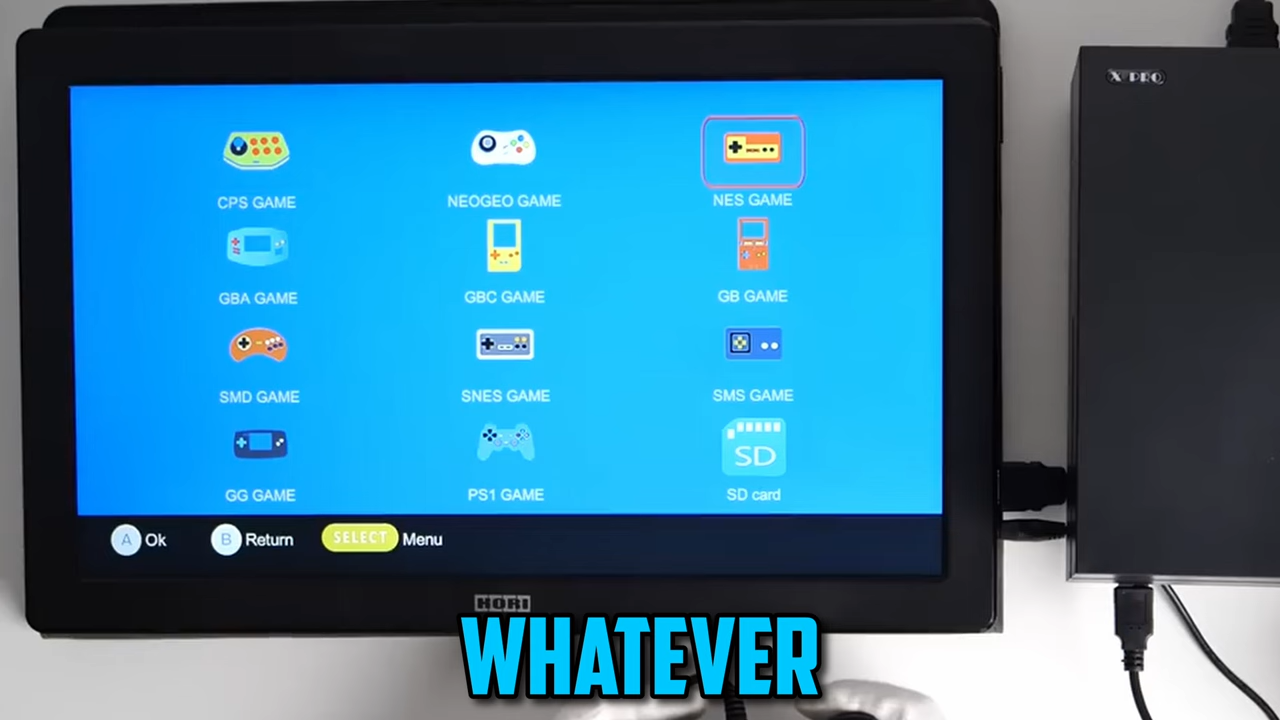 X PRO
CPS GAME
NEOGEO GAME
NES GAME
GBA GAME
GBC GAME
GB GAME
SMD GAME
SNES GAME
SMS GAME
SD
GG GAME
PS1 GAME
SD card
A Ok
B Return
SELECT Menu
HORI
WHATEVER